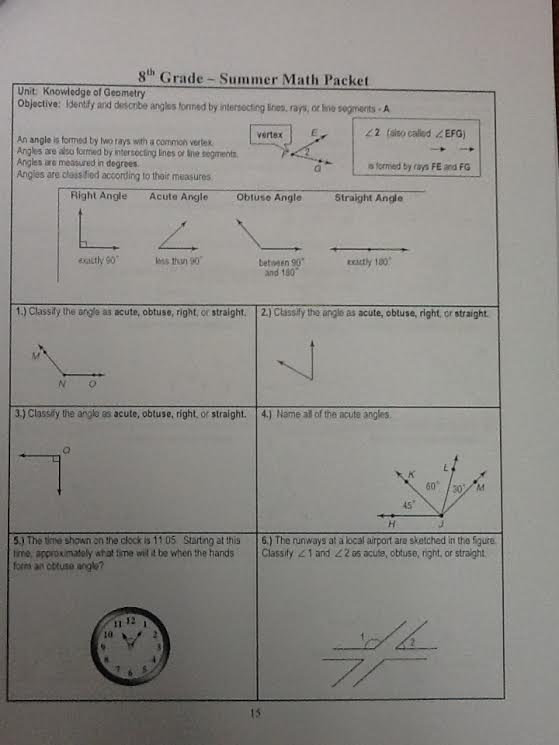 8th Grade – Summer Math Packet
Unit: Knowledge of Geometry
Objective: Identify and describe angles formed by intersecting lines, rays, or line segments - A
An angle is formed by two rays with a common vertex.
Angles are also formed by intersecting lines or line segments.
Angles are measured in degrees.
Angles are classified according to their measures.
vertex
E
F
2
G
∠2 (also called ∠EFG)
is formed by rays FE and FG
Right Angle Acute Angle Obtuse Angle Straight Angle
exactly 90° less than 90° between 90° exactly 180°
and 180°
1.) Classify the angle as acute, obtuse, right, or straight.
M
N O
2.) Classify the angle as acute, obtuse, right, or straight.
3.) Classify the angle as acute, obtuse, right, or straight.
O
4.) Name all of the acute angles.
K L
60° 30° M
45°
H J
5.) The time shown on the clock is 11:05. Starting at this
time, approximately what time will it be when the hands
form an obtuse angle?
11 12 1
10 2
9 3
8 4
7 6 5
6.) The runways at a local airport are sketched in the figure.
Classify ∠1 and ∠2 as acute, obtuse, right, or straight.
1 2
15